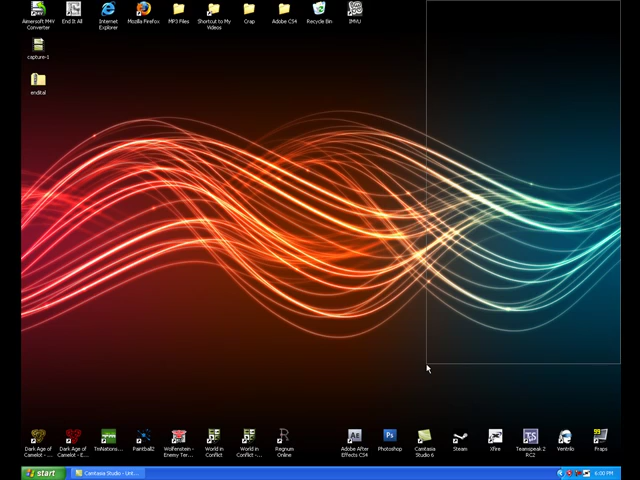 Aimersoft M4V Converter
End It All
Internet Explorer
Mozilla Firefox
MP3 Files
Shortcut to My Videos
Crap
Adobe CS4
Recycle Bin
IMVU
capture-1
enditall
Dark Age of Camelot - ...
Dark Age of Camelot - E...
TmNations...
Paintball2
Wolfenstein - Enemy Ter...
World in Conflict
World in Conflict -...
Regnum Online
Adobe After Effects CS4
Photoshop
Camtasia Studio 6
Steam
Xfire
Teamspeak 2 RC2
Ventrilo
Fraps
start
Camtasia Studio - Unt...
6:00 PM